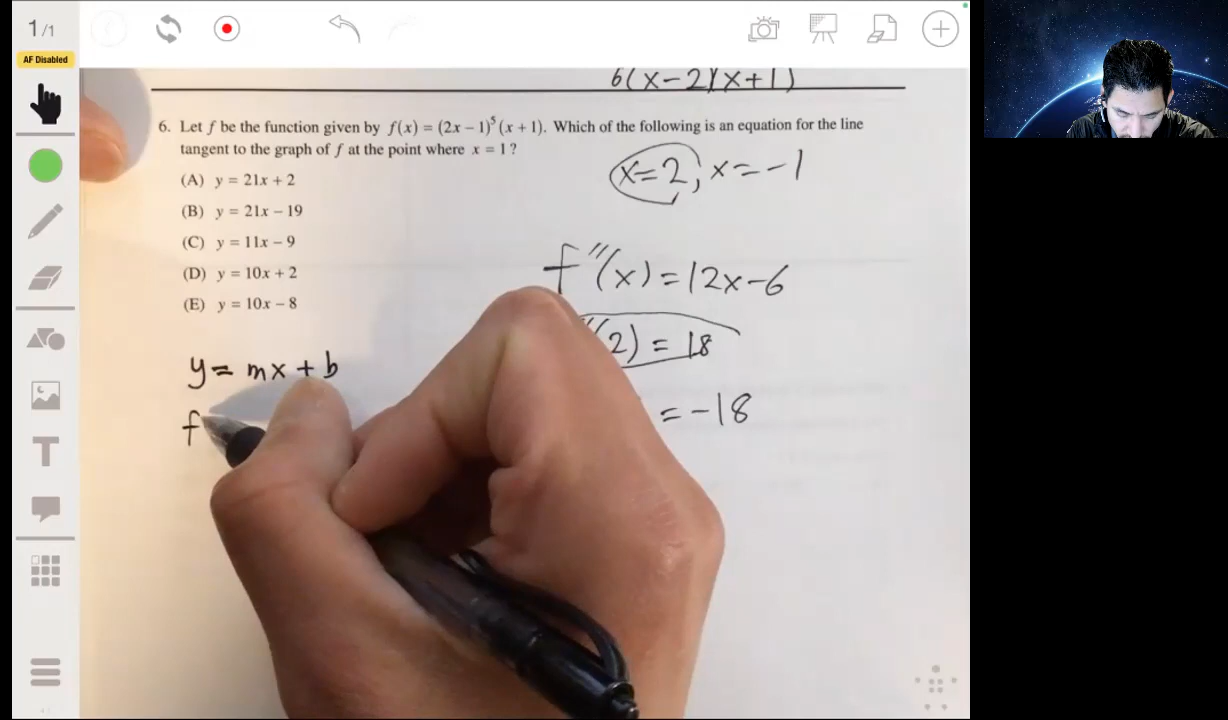 1/1
AF Disabled
T
6(x-2)(x+1)
6. Let f be the function given by f(x) = (2x − 1)⁵(x + 1). Which of the following is an equation for the line
tangent to the graph of f at the point where x = 1?
(A) y = 21x + 2
(B) y = 21x − 19
(C) y = 11x − 9
(D) y = 10x + 2
(E) y = 10x − 8
x=2, x=-1
f"(x)=12x-6
"(2) = 18
= -18
y= mx + b
f